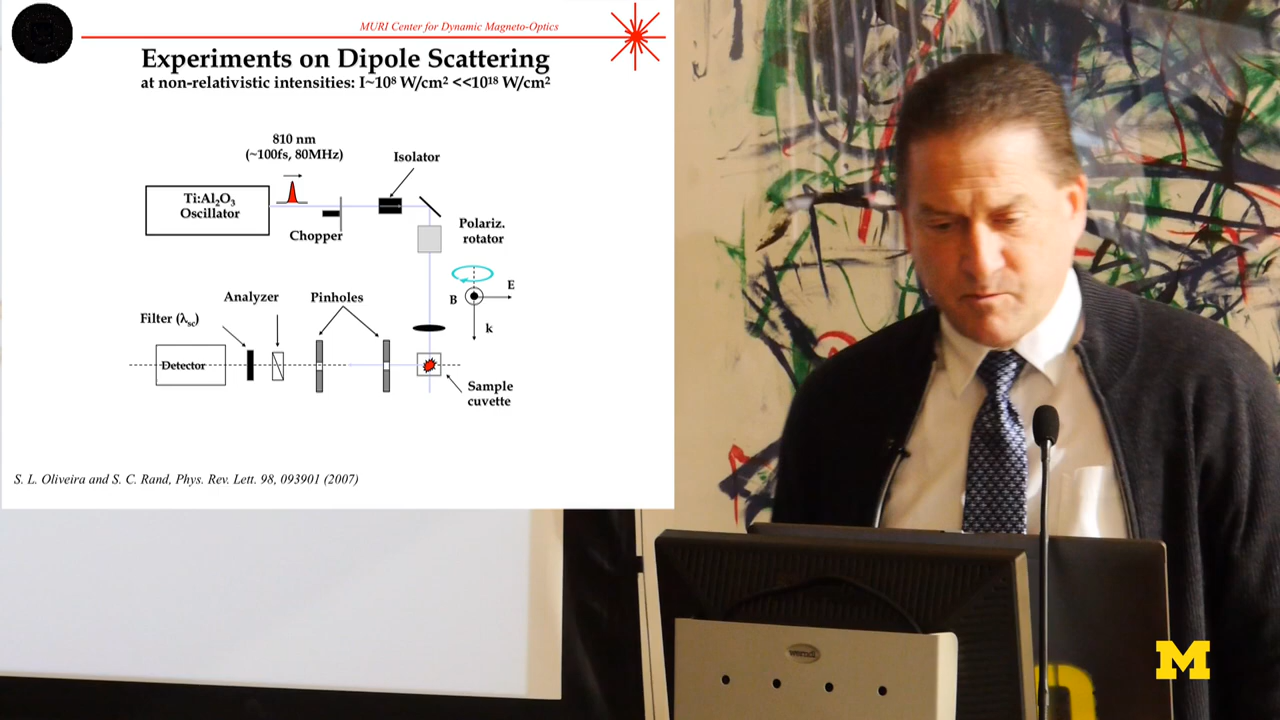 MURI Center for Dynamic Magneto-Optics
Experiments on Dipole Scattering
at non-relativistic intensities: I~10⁸ W/cm² <<10¹⁸ W/cm²
810 nm
(~100fs, 80MHz)
Isolator
Ti:Al₂O₃
Oscillator
Chopper
Polariz.
rotator
E
B
k
Analyzer
Pinholes
Filter (λsc)
Detector
Sample
cuvette
S. L. Oliveira and S. C. Rand, Phys. Rev. Lett. 98, 093901 (2007)
M